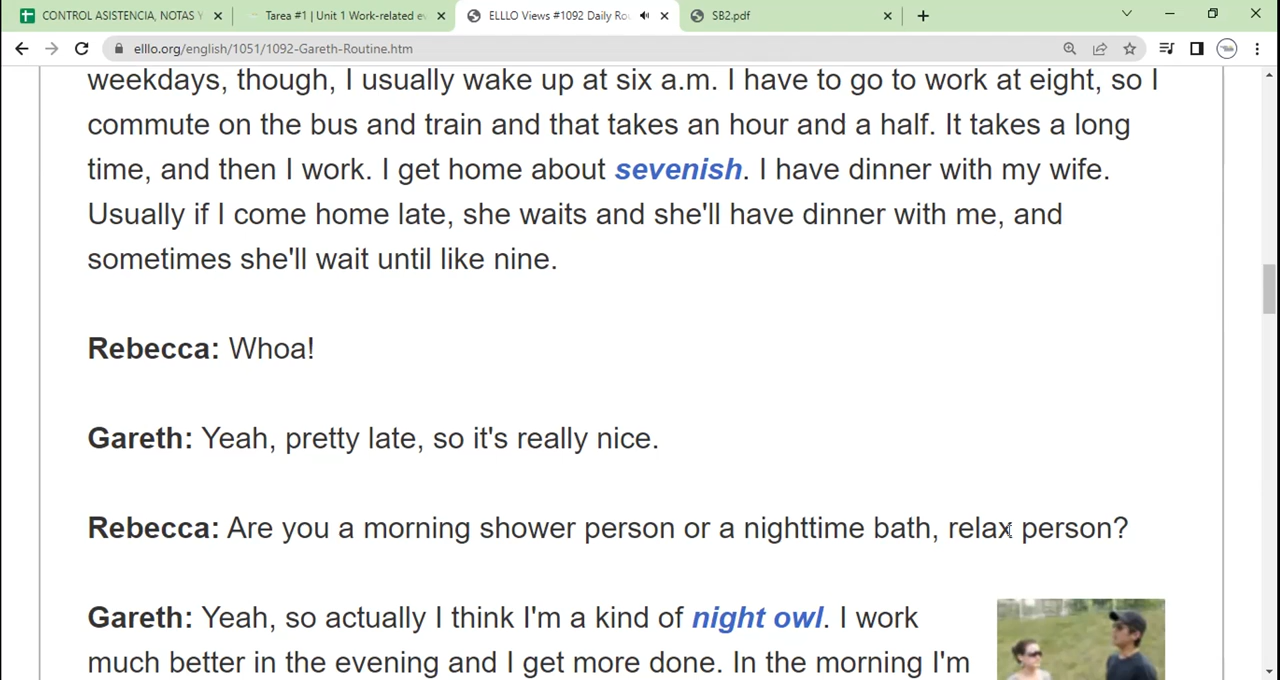 CONTROL ASISTENCIA, NOTAS Y
Tarea #1 | Unit 1 Work-related e
ELLLO Views #1092 Daily Ro
SB2.pdf
elllo.org/english/1051/1092-Gareth-Routine.htm
weekdays, though, I usually wake up at six a.m. I have to go to work at eight, so I
commute on the bus and train and that takes an hour and a half. It takes a long
time, and then I work. I get home about sevenish. I have dinner with my wife.
Usually if I come home late, she waits and she'll have dinner with me, and
sometimes she'll wait until like nine.
Rebecca: Whoa!
Gareth: Yeah, pretty late, so it's really nice.
Rebecca: Are you a morning shower person or a nighttime bath, relax person?
Gareth: Yeah, so actually I think I'm a kind of night owl. I work
much better in the evening and I get more done. In the morning I'm